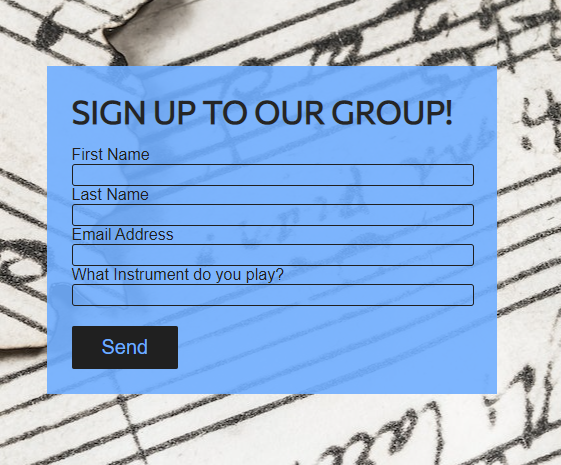 SIGN UP TO OUR GROUP!
First Name
Last Name
Email Address
What Instrument do you play?
Send